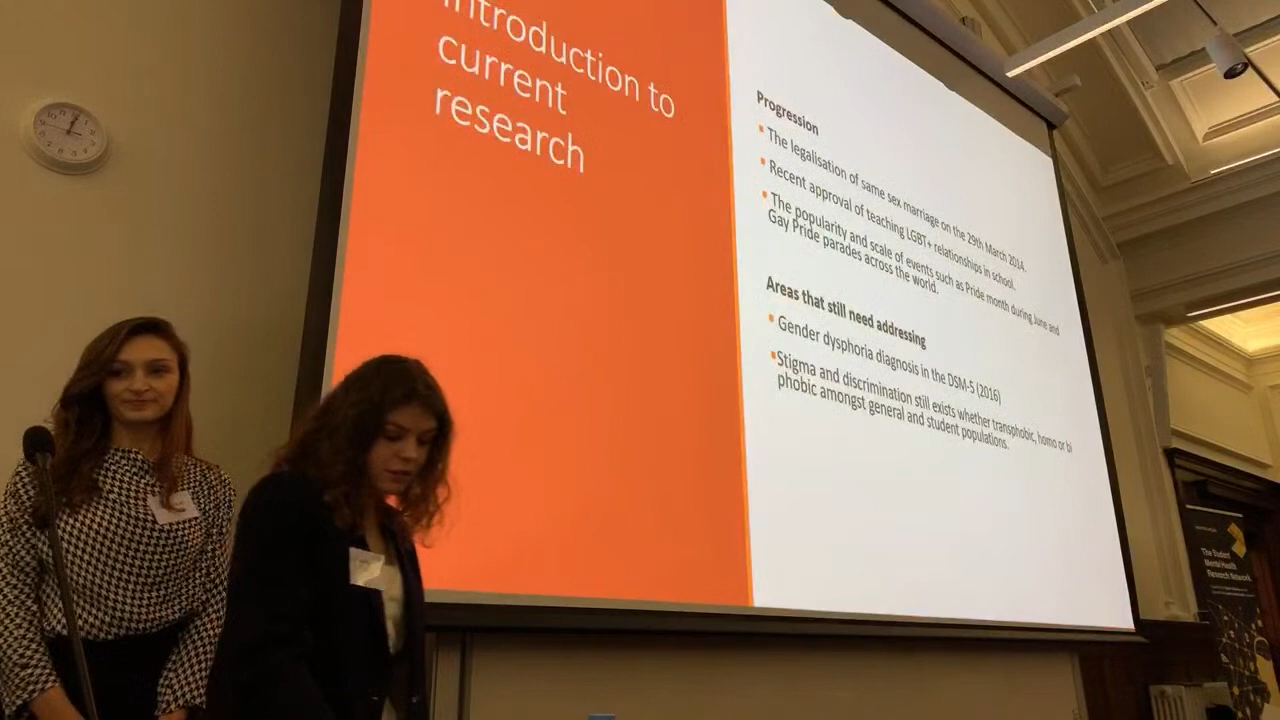 Introduction to
current
research
Progression
The legalisation of same sex marriage on the 29th March 2014.
Recent approval of teaching LGBT+ relationships in school.
The popularity and scale of events such as Pride month during June and
Gay Pride parades across the world.
Areas that still need addressing
Gender dysphoria diagnosis in the DSM-5 (2016)
Stigma and discrimination still exists whether transphobic, homo or bi
phobic amongst general and student populations.
The Student
Mental Health
Research Network